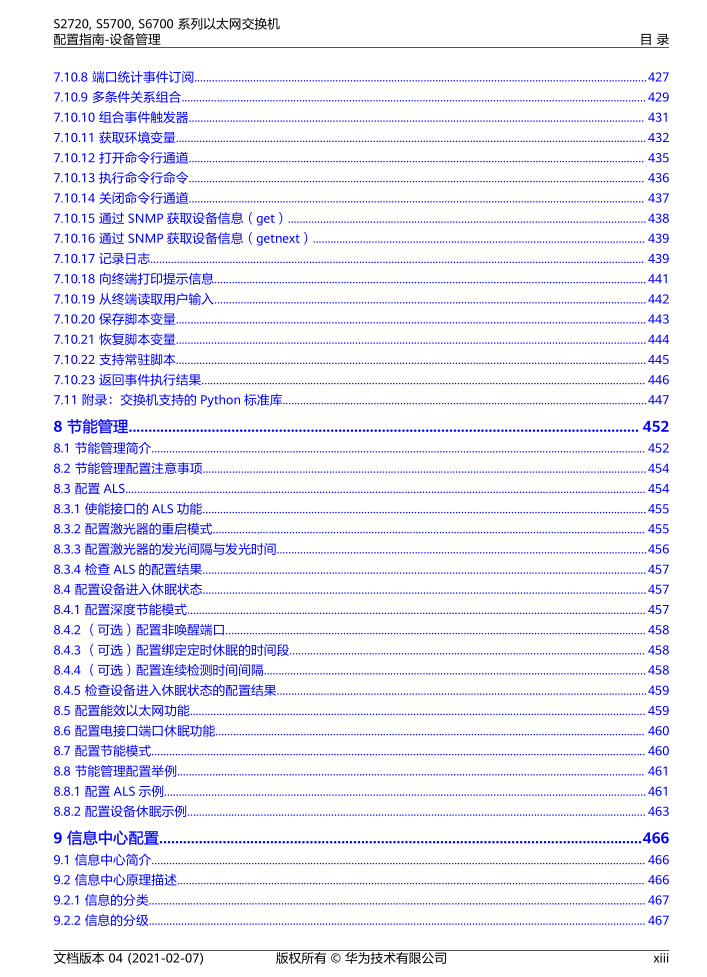 S2720, S5700, S6700 系列以太网交换机
配置指南-设备管理 目 录
7.10.8 端口统计事件订阅 427
7.10.9 多条件关系组合 429
7.10.10 组合事件触发器 431
7.10.11 获取环境变量 432
7.10.12 打开命令行通道 435
7.10.13 执行命令行命令 436
7.10.14 关闭命令行通道 437
7.10.15 通过 SNMP 获取设备信息（get） 438
7.10.16 通过 SNMP 获取设备信息（getnext） 439
7.10.17 记录日志 439
7.10.18 向终端打印提示信息 441
7.10.19 从终端读取用户输入 442
7.10.20 保存脚本变量 443
7.10.21 恢复脚本变量 444
7.10.22 支持常驻脚本 445
7.10.23 返回事件执行结果 446
7.11 附录：交换机支持的 Python 标准库 447
8 节能管理 452
8.1 节能管理简介 452
8.2 节能管理配置注意事项 454
8.3 配置 ALS 454
8.3.1 使能接口的 ALS 功能 455
8.3.2 配置激光器的重启模式 455
8.3.3 配置激光器的发光间隔与发光时间 456
8.3.4 检查 ALS 的配置结果 457
8.4 配置设备进入休眠状态 457
8.4.1 配置深度节能模式 457
8.4.2 （可选）配置非唤醒端口 458
8.4.3 （可选）配置绑定定时休眠的时间段 458
8.4.4 （可选）配置连续检测时间间隔 458
8.4.5 检查设备进入休眠状态的配置结果 459
8.5 配置能效以太网功能 459
8.6 配置电接口端口休眠功能 460
8.7 配置节能模式 460
8.8 节能管理配置举例 461
8.8.1 配置 ALS 示例 461
8.8.2 配置设备休眠示例 463
9 信息中心配置 466
9.1 信息中心简介 466
9.2 信息中心原理描述 466
9.2.1 信息的分类 467
9.2.2 信息的分级 467
文档版本 04 (2021-02-07) 版权所有 © 华为技术有限公司 xiii